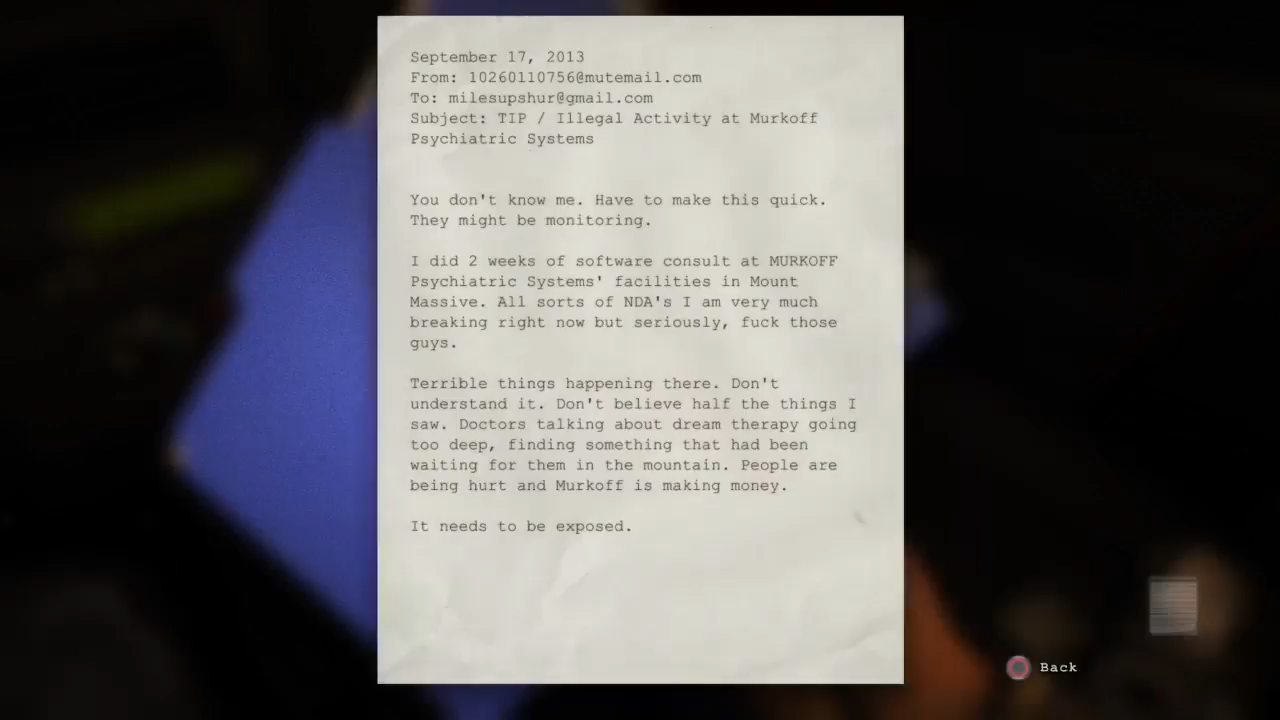 September 17, 2013
From: 10260110756@mutemail.com
To: milesupshur@gmail.com
Subject: TIP / Illegal Activity at Murkoff
Psychiatric Systems
You don't know me. Have to make this quick.
They might be monitoring.
I did 2 weeks of software consult at MURKOFF
Psychiatric Systems' facilities in Mount
Massive. All sorts of NDA's I am very much
breaking right now but seriously, fuck those
guys.
Terrible things happening there. Don't
understand it. Don't believe half the things I
saw. Doctors talking about dream therapy going
too deep, finding something that had been
waiting for them in the mountain. People are
being hurt and Murkoff is making money.
It needs to be exposed.
Back